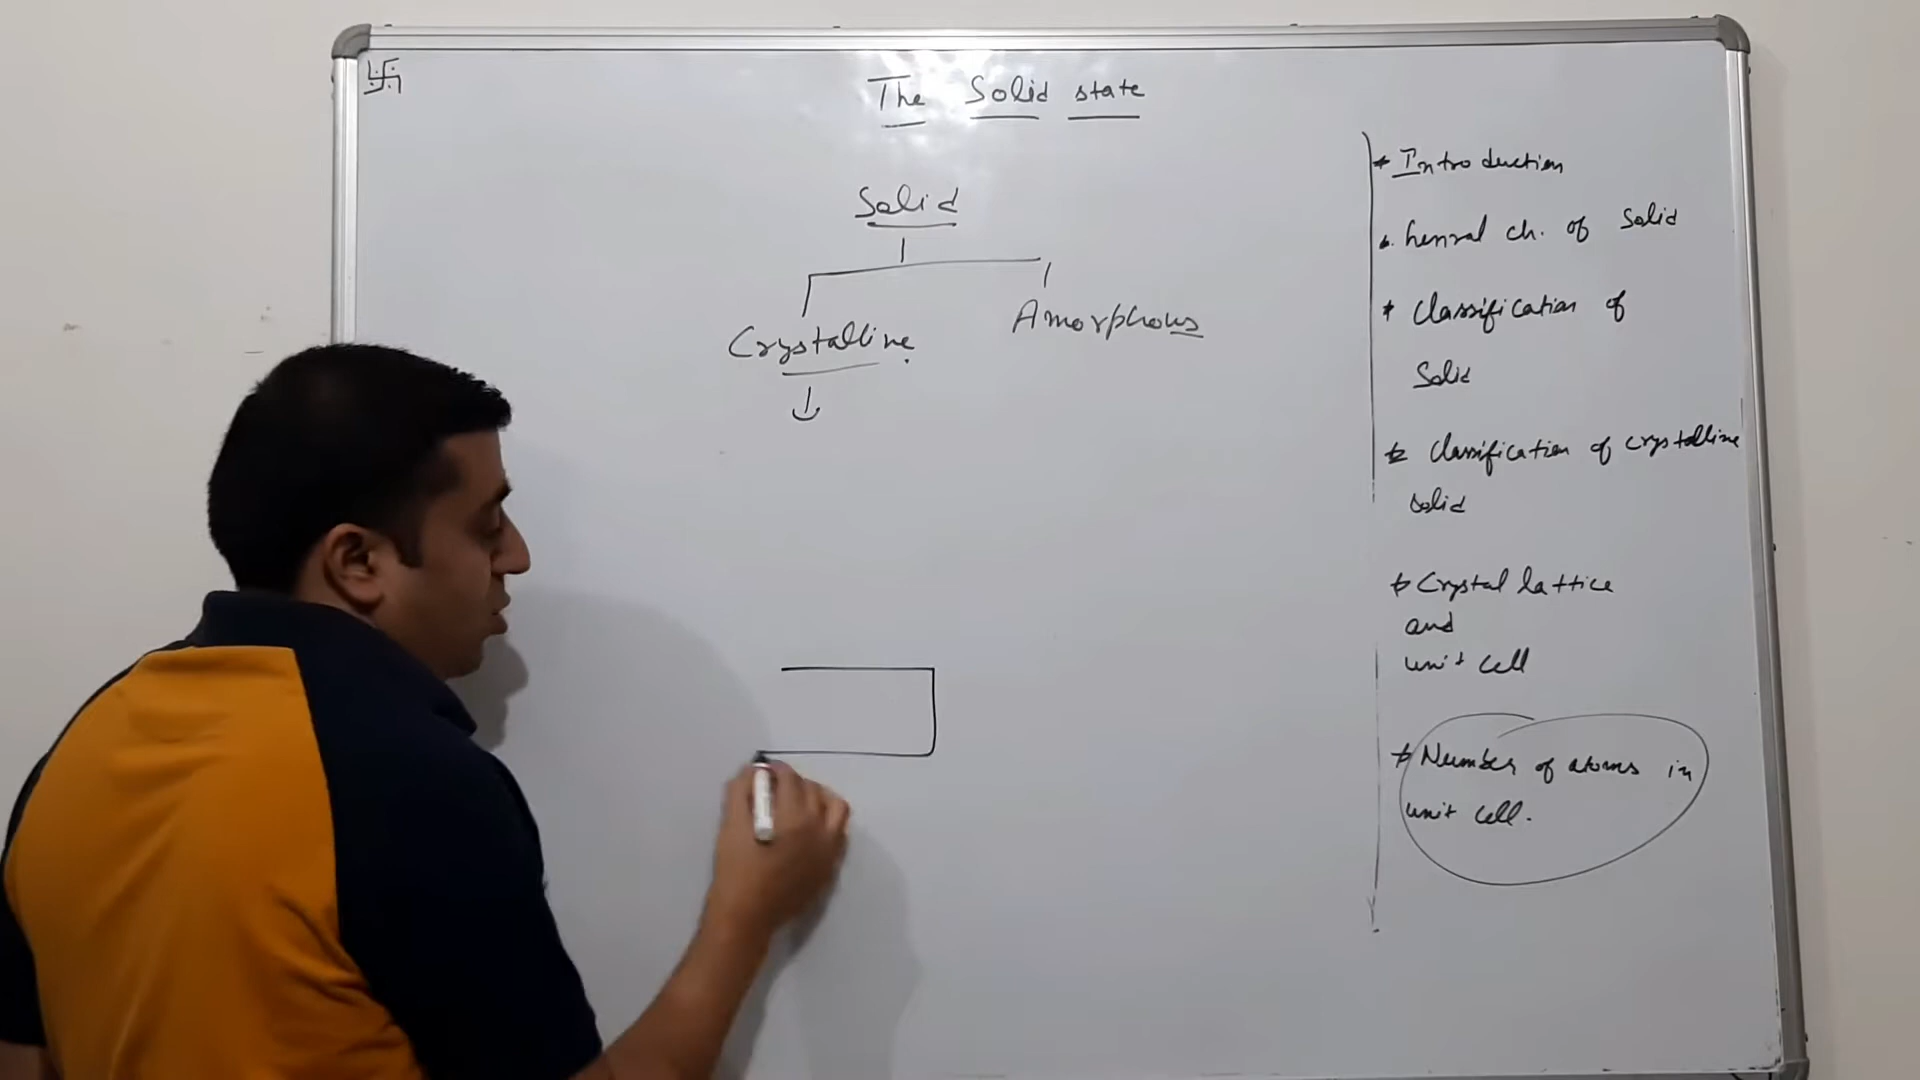 The Solid state
Solid
Crystalline
Amorphous
* Introduction
Genral ch. of Solid
* Classification of
Solid
* Classification of crystalline
solid
* Crystal lattice
and
unit cell
* Number of atoms in
unit cell.